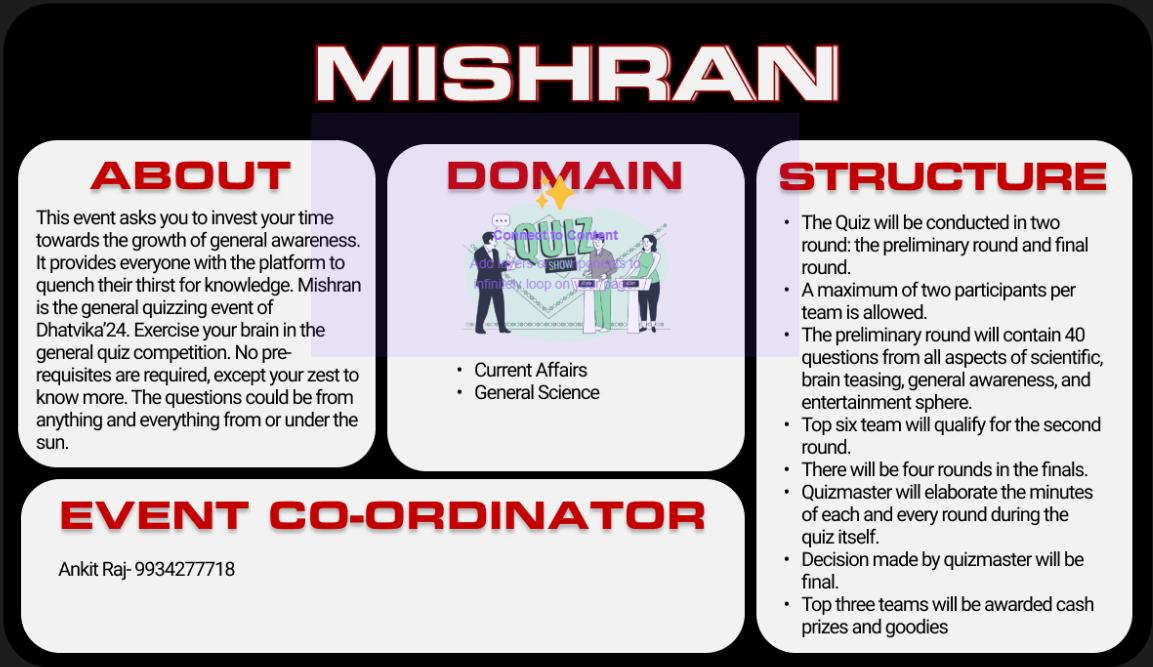 MISHRAN
ABOUT
This event asks you to invest your time
towards the growth of general awareness.
It provides everyone with the platform to
quench their thirst for knowledge. Mishran
is the general quizzing event of
Dhatvika'24. Exercise your brain in the
general quiz competition. No pre-
requisites are required, except your zest to
know more. The questions could be from
anything and everything from or under the
sun.
DOMAIN
QUIZ
SHOW
Connect to Content
Add layers or components to
infinitely loop on your page.
• Current Affairs
• General Science
STRUCTURE
• The Quiz will be conducted in two
round: the preliminary round and final
round.
• A maximum of two participants per
team is allowed.
• The preliminary round will contain 40
questions from all aspects of scientific,
brain teasing, general awareness, and
entertainment sphere.
• Top six team will qualify for the second
round.
• There will be four rounds in the finals.
• Quizmaster will elaborate the minutes
of each and every round during the
quiz itself.
• Decision made by quizmaster will be
final.
• Top three teams will be awarded cash
prizes and goodies
EVENT CO-ORDINATOR
Ankit Raj- 9934277718